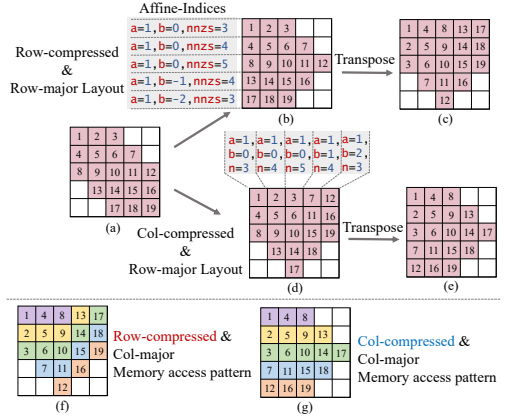 Affine-Indices
Row-compressed
&
Row-major Layout
a=1,b=0,nnzs=3
a=1,b=0,nnzs=4
a=1,b=0,nnzs=5
a=1,b=-1,nnzs=4
a=1,b=-2,nnzs=3
1 2 3
4 5 6 7
8 9 10 11 12
13 14 15 16
17 18 19
(b)
Transpose
1 4 8 13 17
2 5 9 14 18
3 6 10 15 19
7 11 16
12
(c)
1 2 3
4 5 6 7
8 9 10 11 12
13 14 15 16
17 18 19
(a)
Col-compressed
&
Row-major Layout
a=1, a=1, a=1, a=1, a=1,
b=0, b=0, b=0, b=1, b=2,
n=3 n=4 n=5 n=4 n=3
1 2 3 7 12
4 5 6 11 16
8 9 10 15 19
13 14 18
17
(d)
Transpose
1 4 8
2 5 9 13
3 6 10 14 17
7 11 15 18
12 16 19
(e)
1 4 8 13 17
2 5 9 14 18
3 6 10 15 19
7 11 16
12
(f)
Row-compressed &
Col-major
Memory access pattern
1 4 8
2 5 9 13
3 6 10 14 17
7 11 15 18
12 16 19
(g)
Col-compressed &
Col-major
Memory access pattern